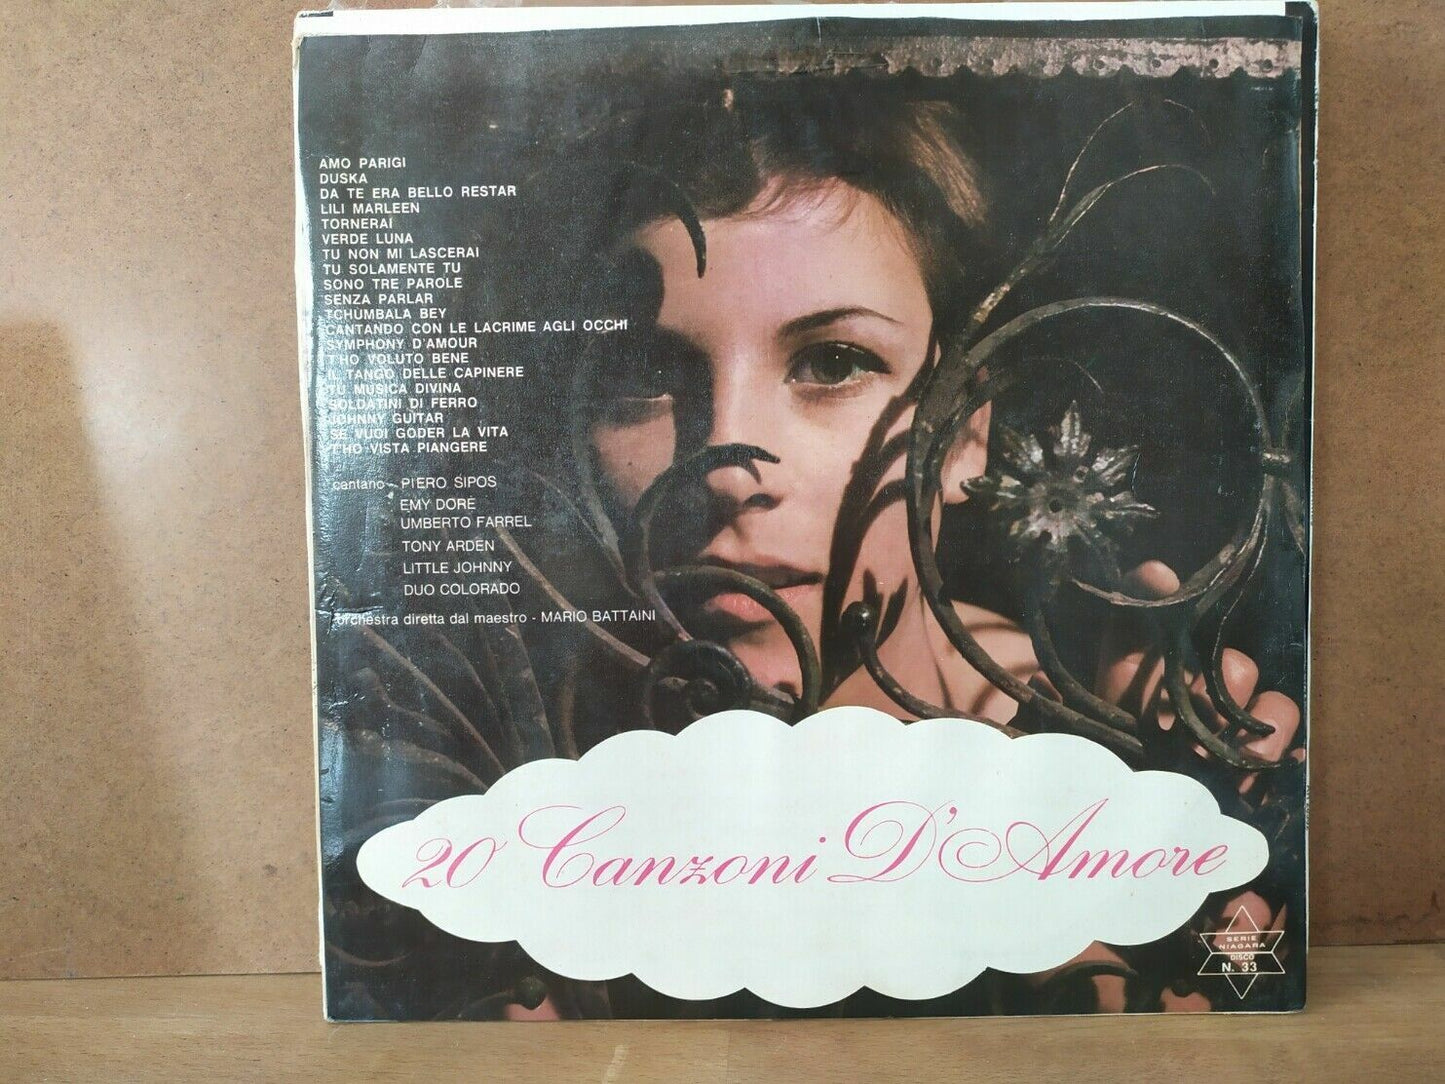 AMO PARIGI
DUSKA
DA TE ERA BELLO RESTAR
LILI MARLEEN
TORNERAI
VERDE LUNA
TU NON MI LASCERAI
TU SOLAMENTE TU
SONO TRE PAROLE
SENZA PARLAR
TCHUMBALA BEY
CANTANDO CON LE LACRIME AGLI OCCHI
SYMPHONY D'AMOUR
T'HO VOLUTO BENE
IL TANGO DELLE CAPINERE
TU MUSICA DIVINA
SOLDATINI DI FERRO
JOHNNY GUITAR
SE VUOI GODER LA VITA
T'HO VISTA PIANGERE
cantano - PIERO SIPOS
EMY DORE
UMBERTO FARREL
TONY ARDEN
LITTLE JOHNNY
DUO COLORADO
orchestra diretta dal maestro - MARIO BATTAINI
20 Canzoni D'Amore
SERIE
NIAGARA
DISCO
N. 33